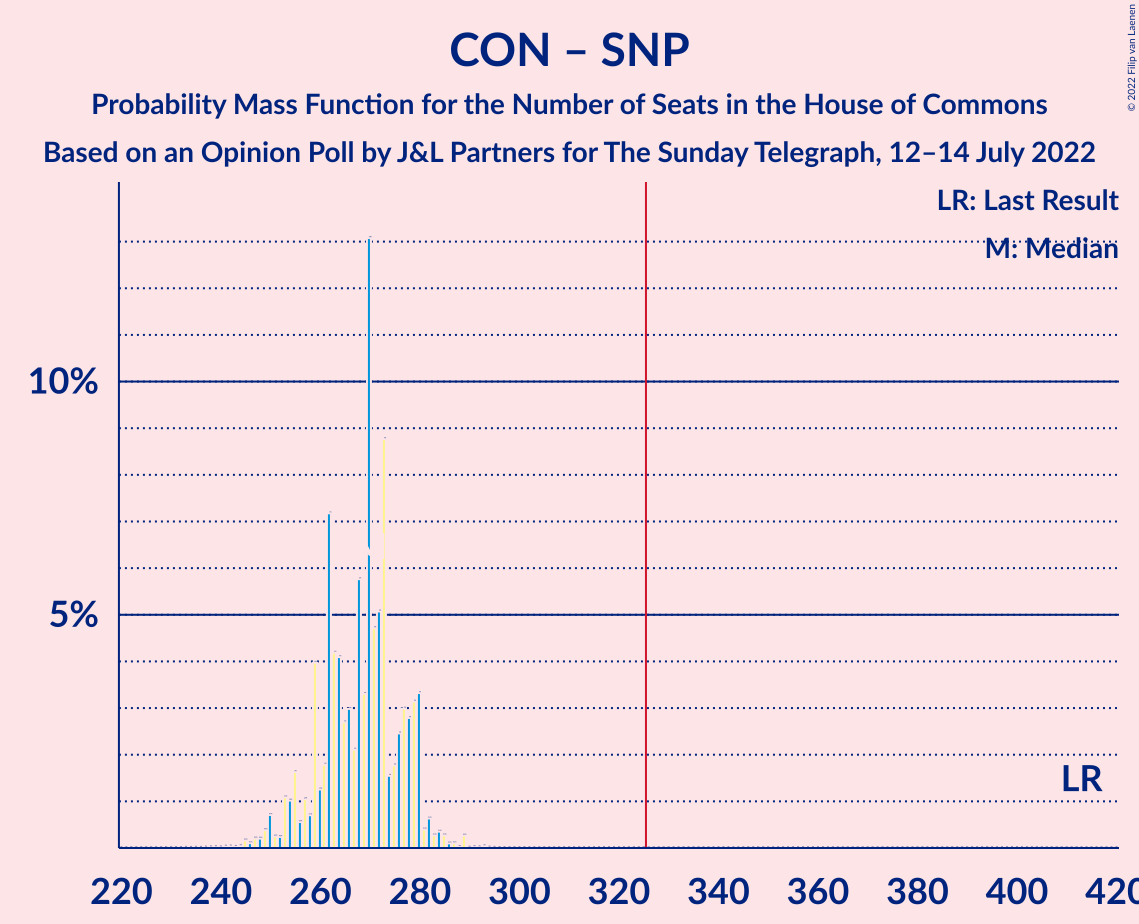 CON – SNP
Probability Mass Function for the Number of Seats in the House of Commons
Based on an Opinion Poll by J&L Partners for The Sunday Telegraph, 12–14 July 2022
© 2022 Filip van Laenen
LR: Last Result
M: Median
10%
5%
LR
220 240 260 280 300 320 340 360 380 400 420